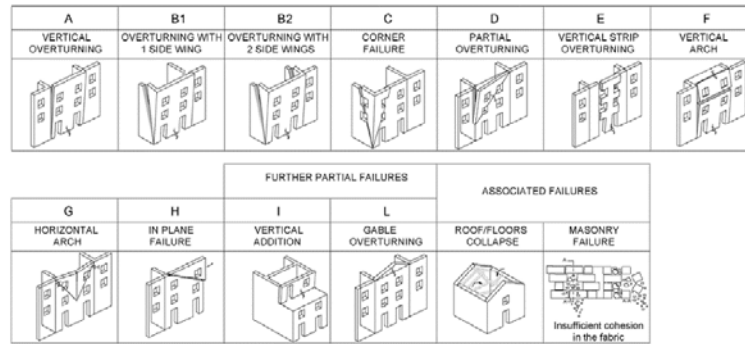 A B1 B2 C D E F
VERTICAL OVERTURNING WITH OVERTURNING WITH CORNER PARTIAL VERTICAL STRIP VERTICAL
OVERTURNING 1 SIDE WING 2 SIDE WINGS FAILURE OVERTURNING OVERTURNING ARCH
FURTHER PARTIAL FAILURES
ASSOCIATED FAILURES
G H I L
HORIZONTAL IN PLANE VERTICAL GABLE ROOF/FLOORS MASONRY
ARCH FAILURE ADDITION OVERTURNING COLLAPSE FAILURE
Insufficient cohesion
in the fabric